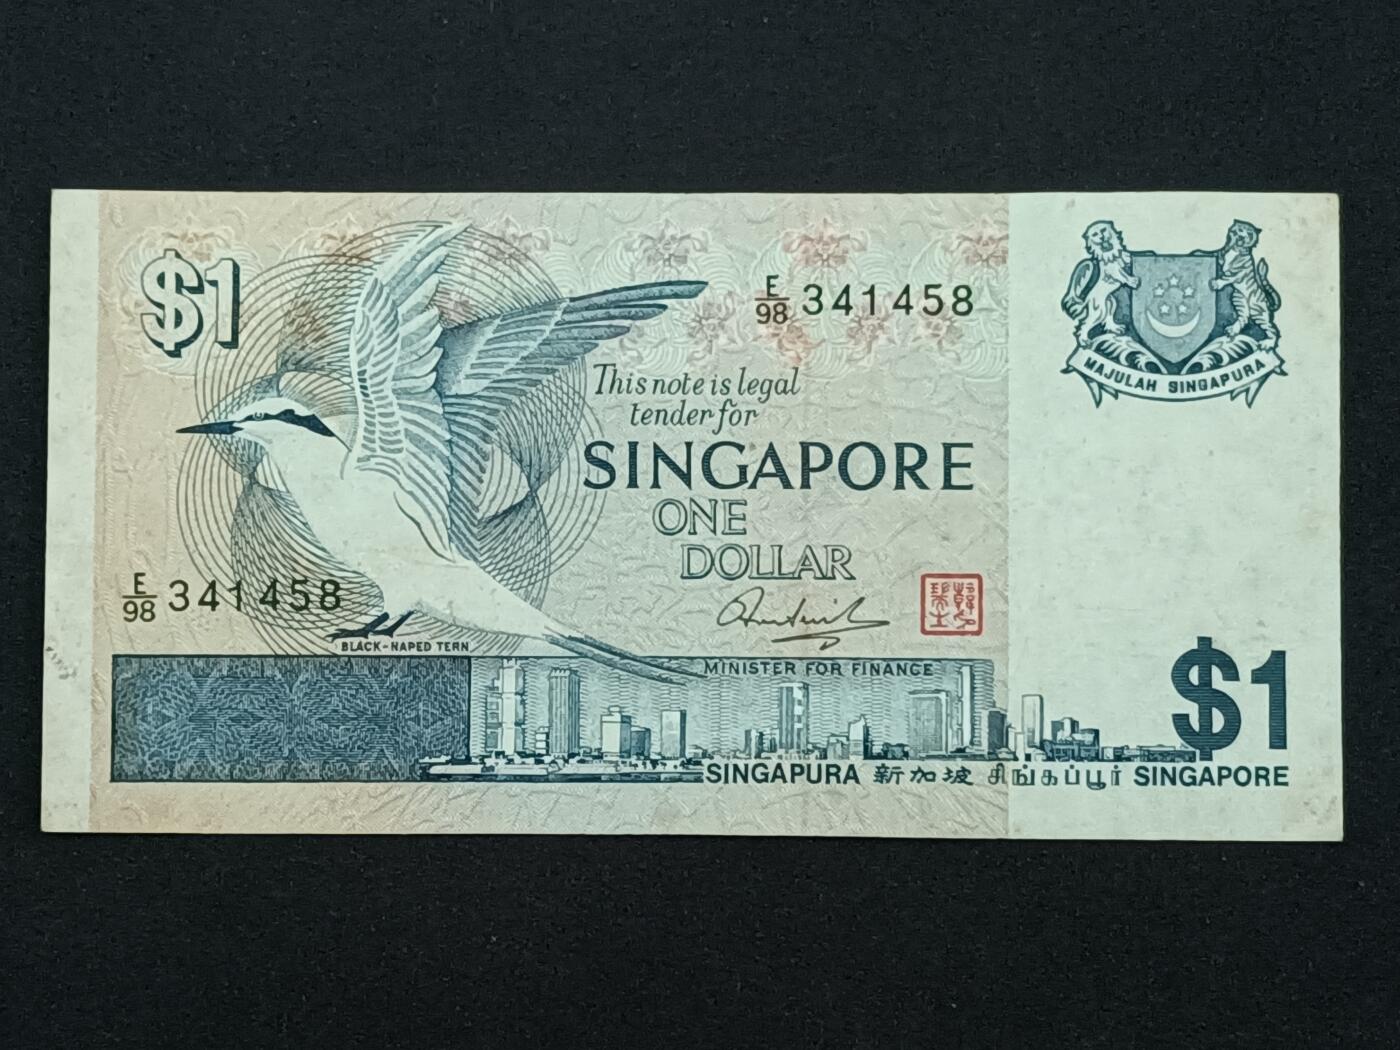 $1
E/98 341458
MAJULAH SINGAPURA
This note is legal
tender for
SINGAPORE
ONE
DOLLAR
E/98 341458
BLACK-NAPED TERN
MINISTER FOR FINANCE
$1
SINGAPURA 新加坡 சிங்கப்பூர் SINGAPORE